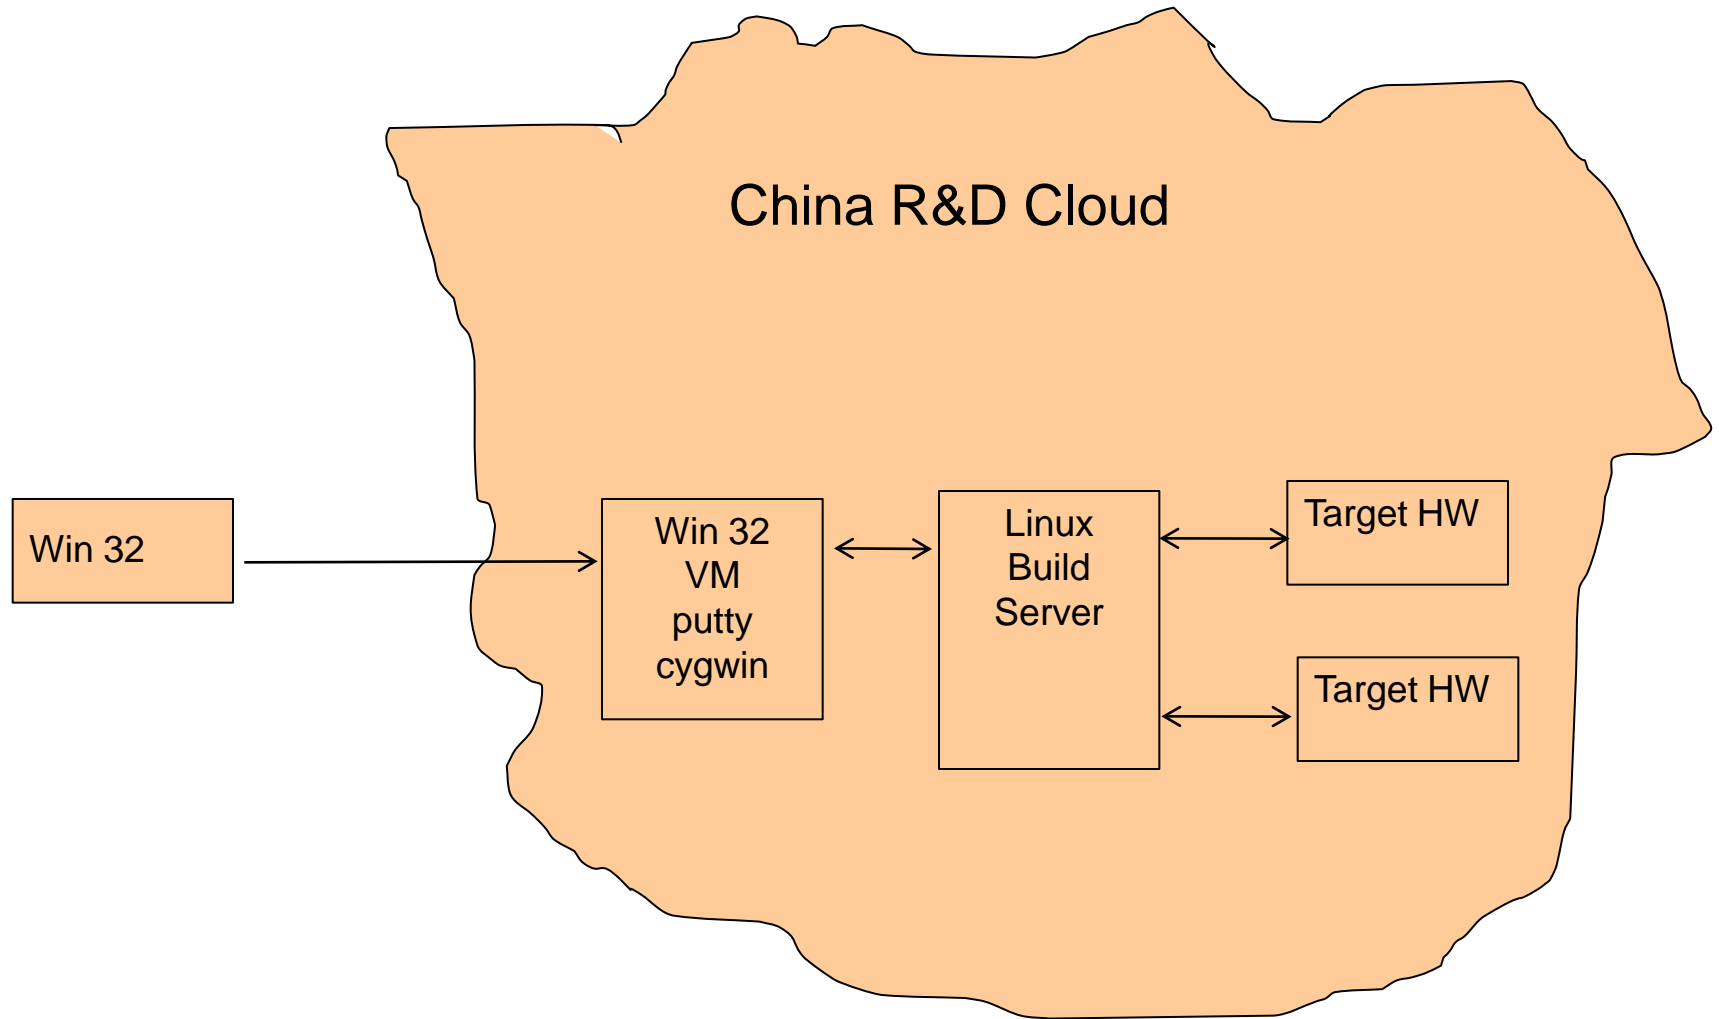 China R&D Cloud
Win 32
Win 32
VM
putty
cygwin
Linux
Build
Server
Target HW
Target HW